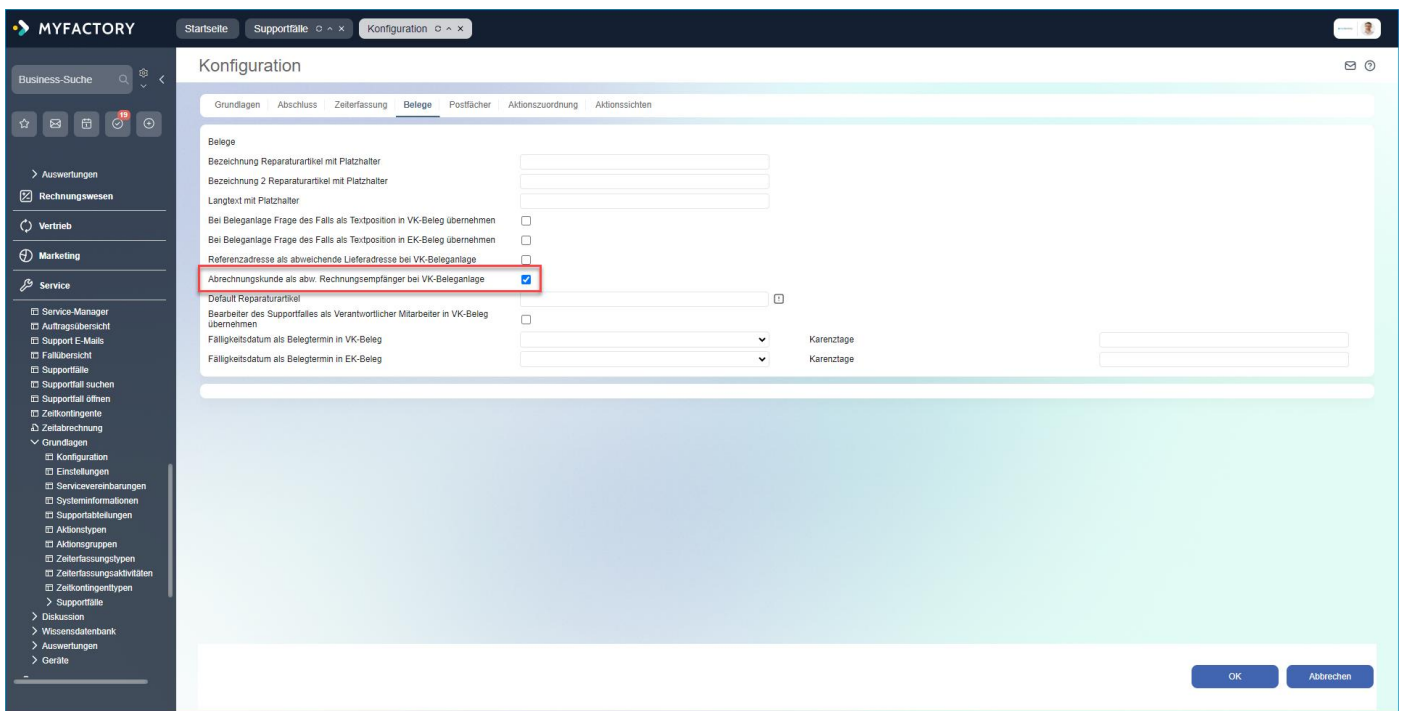 MYFACTORY
Startseite
Supportfälle
Konfiguration
Business-Suche
19
Konfiguration
Grundlagen Abschluss Zeiterfassung Belege Postfächer Aktionszuordnung Aktionssichten
Belege
Bezeichnung Reparaturartikel mit Platzhalter
Bezeichnung 2 Reparaturartikel mit Platzhalter
Langtext mit Platzhalter
Bei Beleganlage Frage des Falls als Textposition in VK-Beleg übernehmen
Bei Beleganlage Frage des Falls als Textposition in EK-Beleg übernehmen
Referenzadresse als abweichende Lieferadresse bei VK-Beleganlage
Abrechnungskunde als abw. Rechnungsempfänger bei VK-Beleganlage
Default Reparaturartikel
Bearbeiter des Supportfalles als Verantwortlicher Mitarbeiter in VK-Beleg
übernehmen
Fälligkeitsdatum als Belegtermin in VK-Beleg Karenztage
Fälligkeitsdatum als Belegtermin in EK-Beleg Karenztage
Auswertungen
Rechnungswesen
Vertrieb
Marketing
Service
Service-Manager
Auftragsübersicht
Support E-Mails
Fallübersicht
Supportfälle
Supportfall suchen
Supportfall öffnen
Zeitkontingente
Zeitabrechnung
Grundlagen
Konfiguration
Einstellungen
Servicevereinbarungen
Systeminformationen
Supportabteilungen
Aktionstypen
Aktionsgruppen
Zeiterfassungstypen
Zeiterfassungsaktivitäten
Zeitkontingenttypen
Supportfälle
Diskussion
Wissensdatenbank
Auswertungen
Geräte
OK Abbrechen